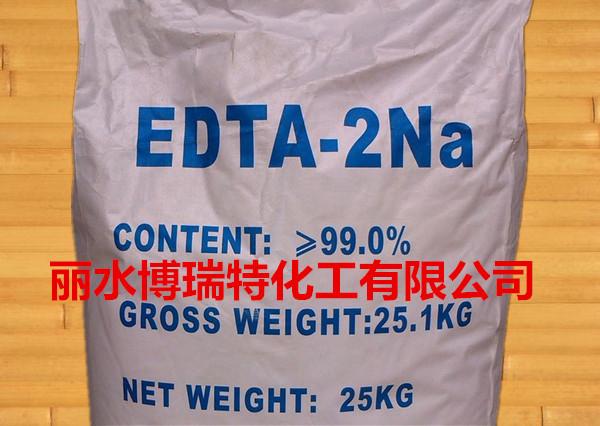 EDTA-2Na
CONTENT: ≥99.0%
丽水博瑞特化工有限公司
GROSS WEIGHT:25.1KG
NET WEIGHT: 25KG